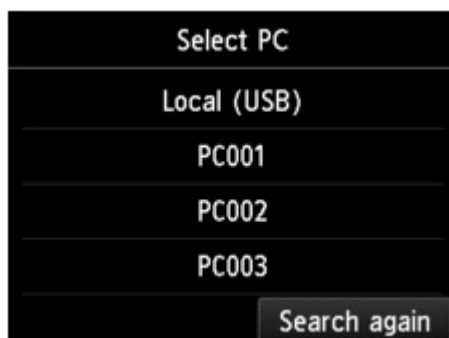 Select PC
Local (USB)
PC001
PC002
PC003
Search again